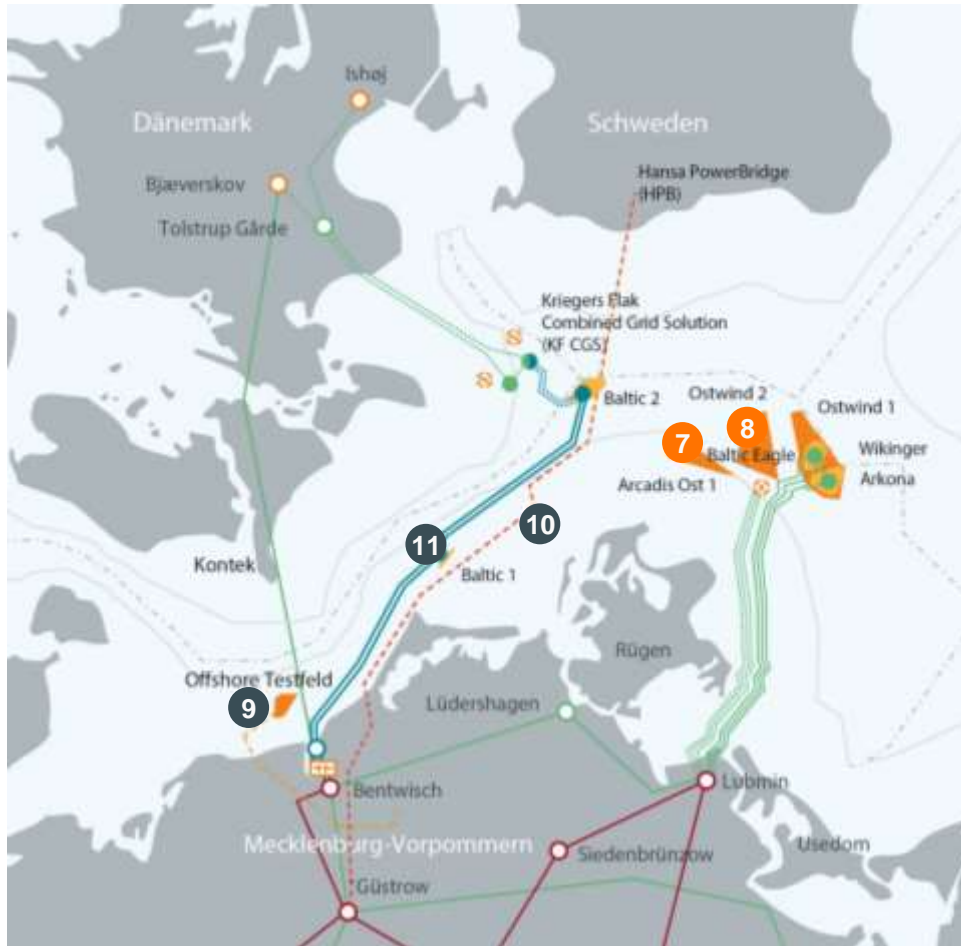 Ishøj
Dänemark
Schweden
Hansa PowerBridge
(HPB)
Bjæverskov
Tolstrup Gårde
Kriegers Flak
Combined Grid Solution
(KF CGS)
Baltic 2
Ostwind 2
Ostwind 1
7
8
Baltic Eagle
Wikinger
Arcadis Ost 1
Arkona
10
11
Kontek
Baltic 1
Rügen
Offshore Testfeld
9
Lüdershagen
Bentwisch
Lubmin
Mecklenburg-Vorpommern
Siedenbrünzow
Usedom
Güstrow